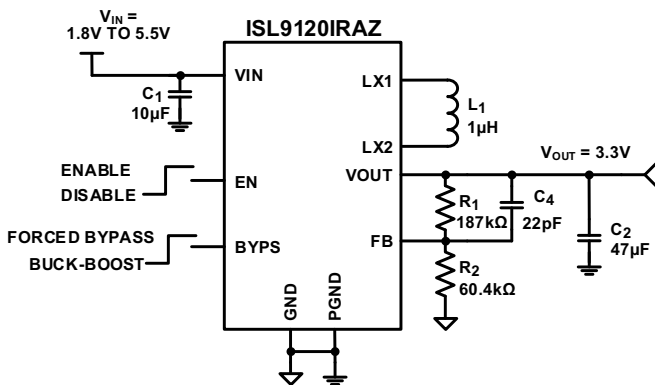 ISL9120IRAZ
VIN =
1.8V TO 5.5V
C1
10µF
VIN
LX1
L1
1µH
LX2
ENABLE
DISABLE
EN
VOUT
VOUT = 3.3V
R1
187kΩ
C4
22pF
C2
47µF
FORCED BYPASS
BUCK-BOOST
BYPS
FB
R2
60.4kΩ
GND
PGND